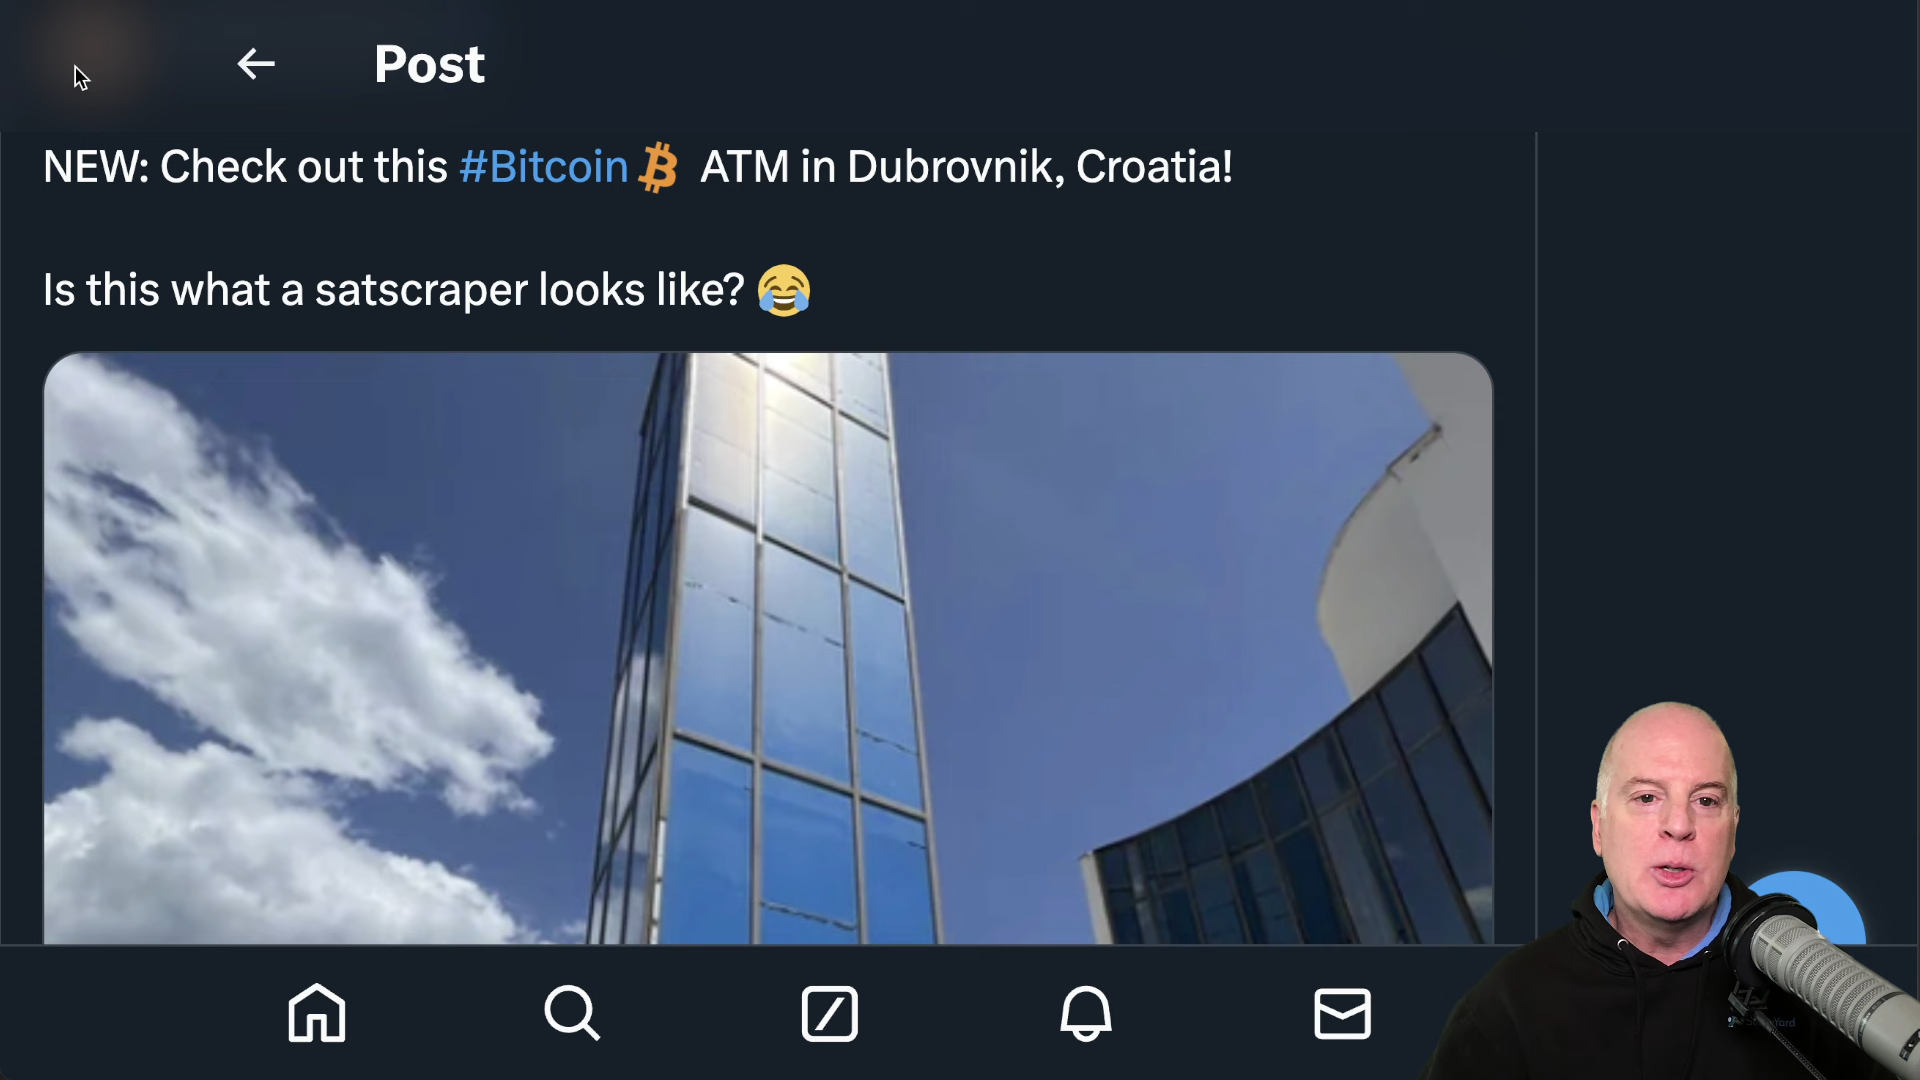 Post
NEW: Check out this #Bitcoin ATM in Dubrovnik, Croatia!
Is this what a satscraper looks like? 😂